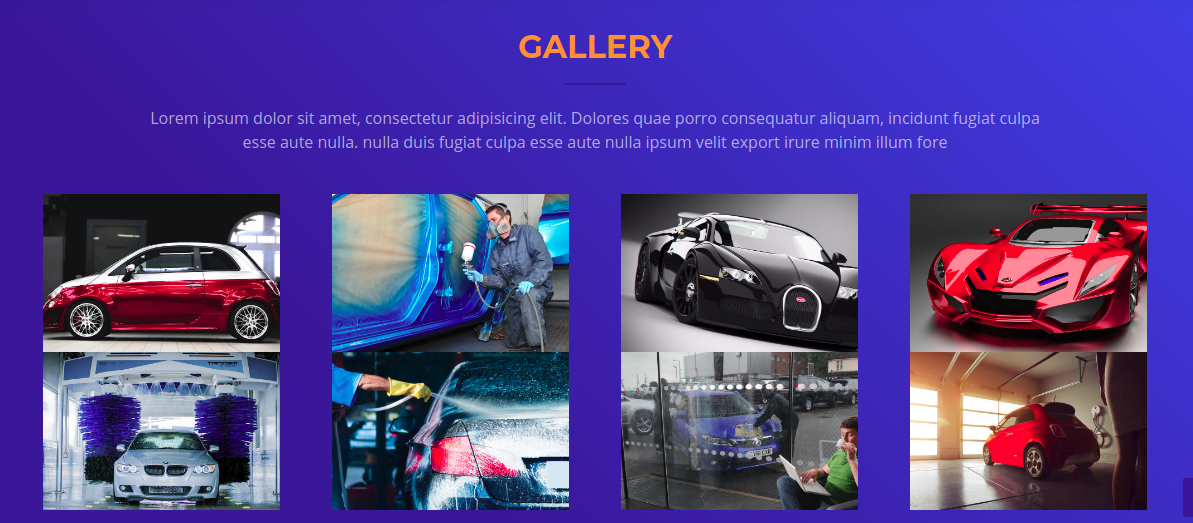 GALLERY
Lorem ipsum dolor sit amet, consectetur adipisicing elit. Dolores quae porro consequatur aliquam, incidunt fugiat culpa
esse aute nulla. nulla duis fugiat culpa esse aute nulla ipsum velit export irure minim illum fore